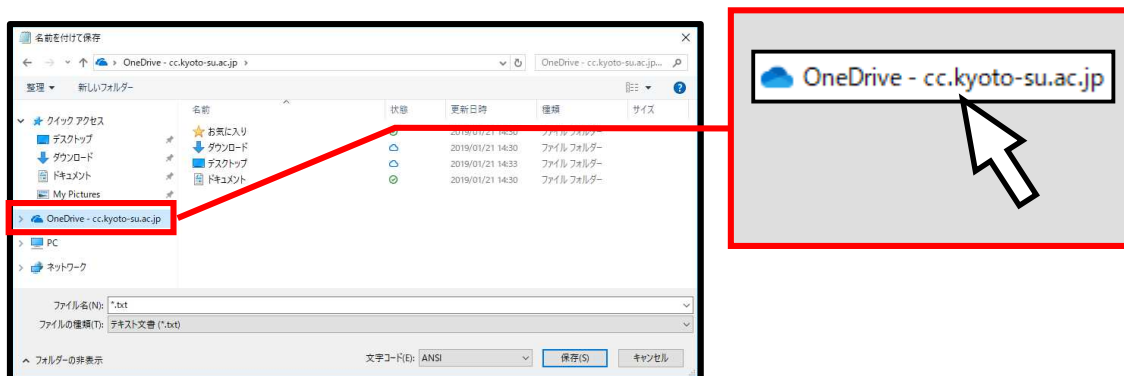 名前を付けて保存
OneDrive - cc.kyoto-su.ac.jp
OneDrive - cc.kyoto-su.ac.jp...
整理
新しいフォルダー
名前 状態 更新日時 種類 サイズ
クイック アクセス
デスクトップ
ダウンロード
ドキュメント
My Pictures
OneDrive - cc.kyoto-su.ac.jp
PC
ネットワーク
お気に入り 2019/01/21 14:30 ファイル フォルダー
ダウンロード 2019/01/21 14:30 ファイル フォルダー
デスクトップ 2019/01/21 14:33 ファイル フォルダー
ドキュメント 2019/01/21 14:30 ファイル フォルダー
ファイル名(N): *.txt
ファイルの種類(T): テキスト文書 (*.txt)
フォルダーの非表示
文字コード(E): ANSI
保存(S)
キャンセル
OneDrive - cc.kyoto-su.ac.jp